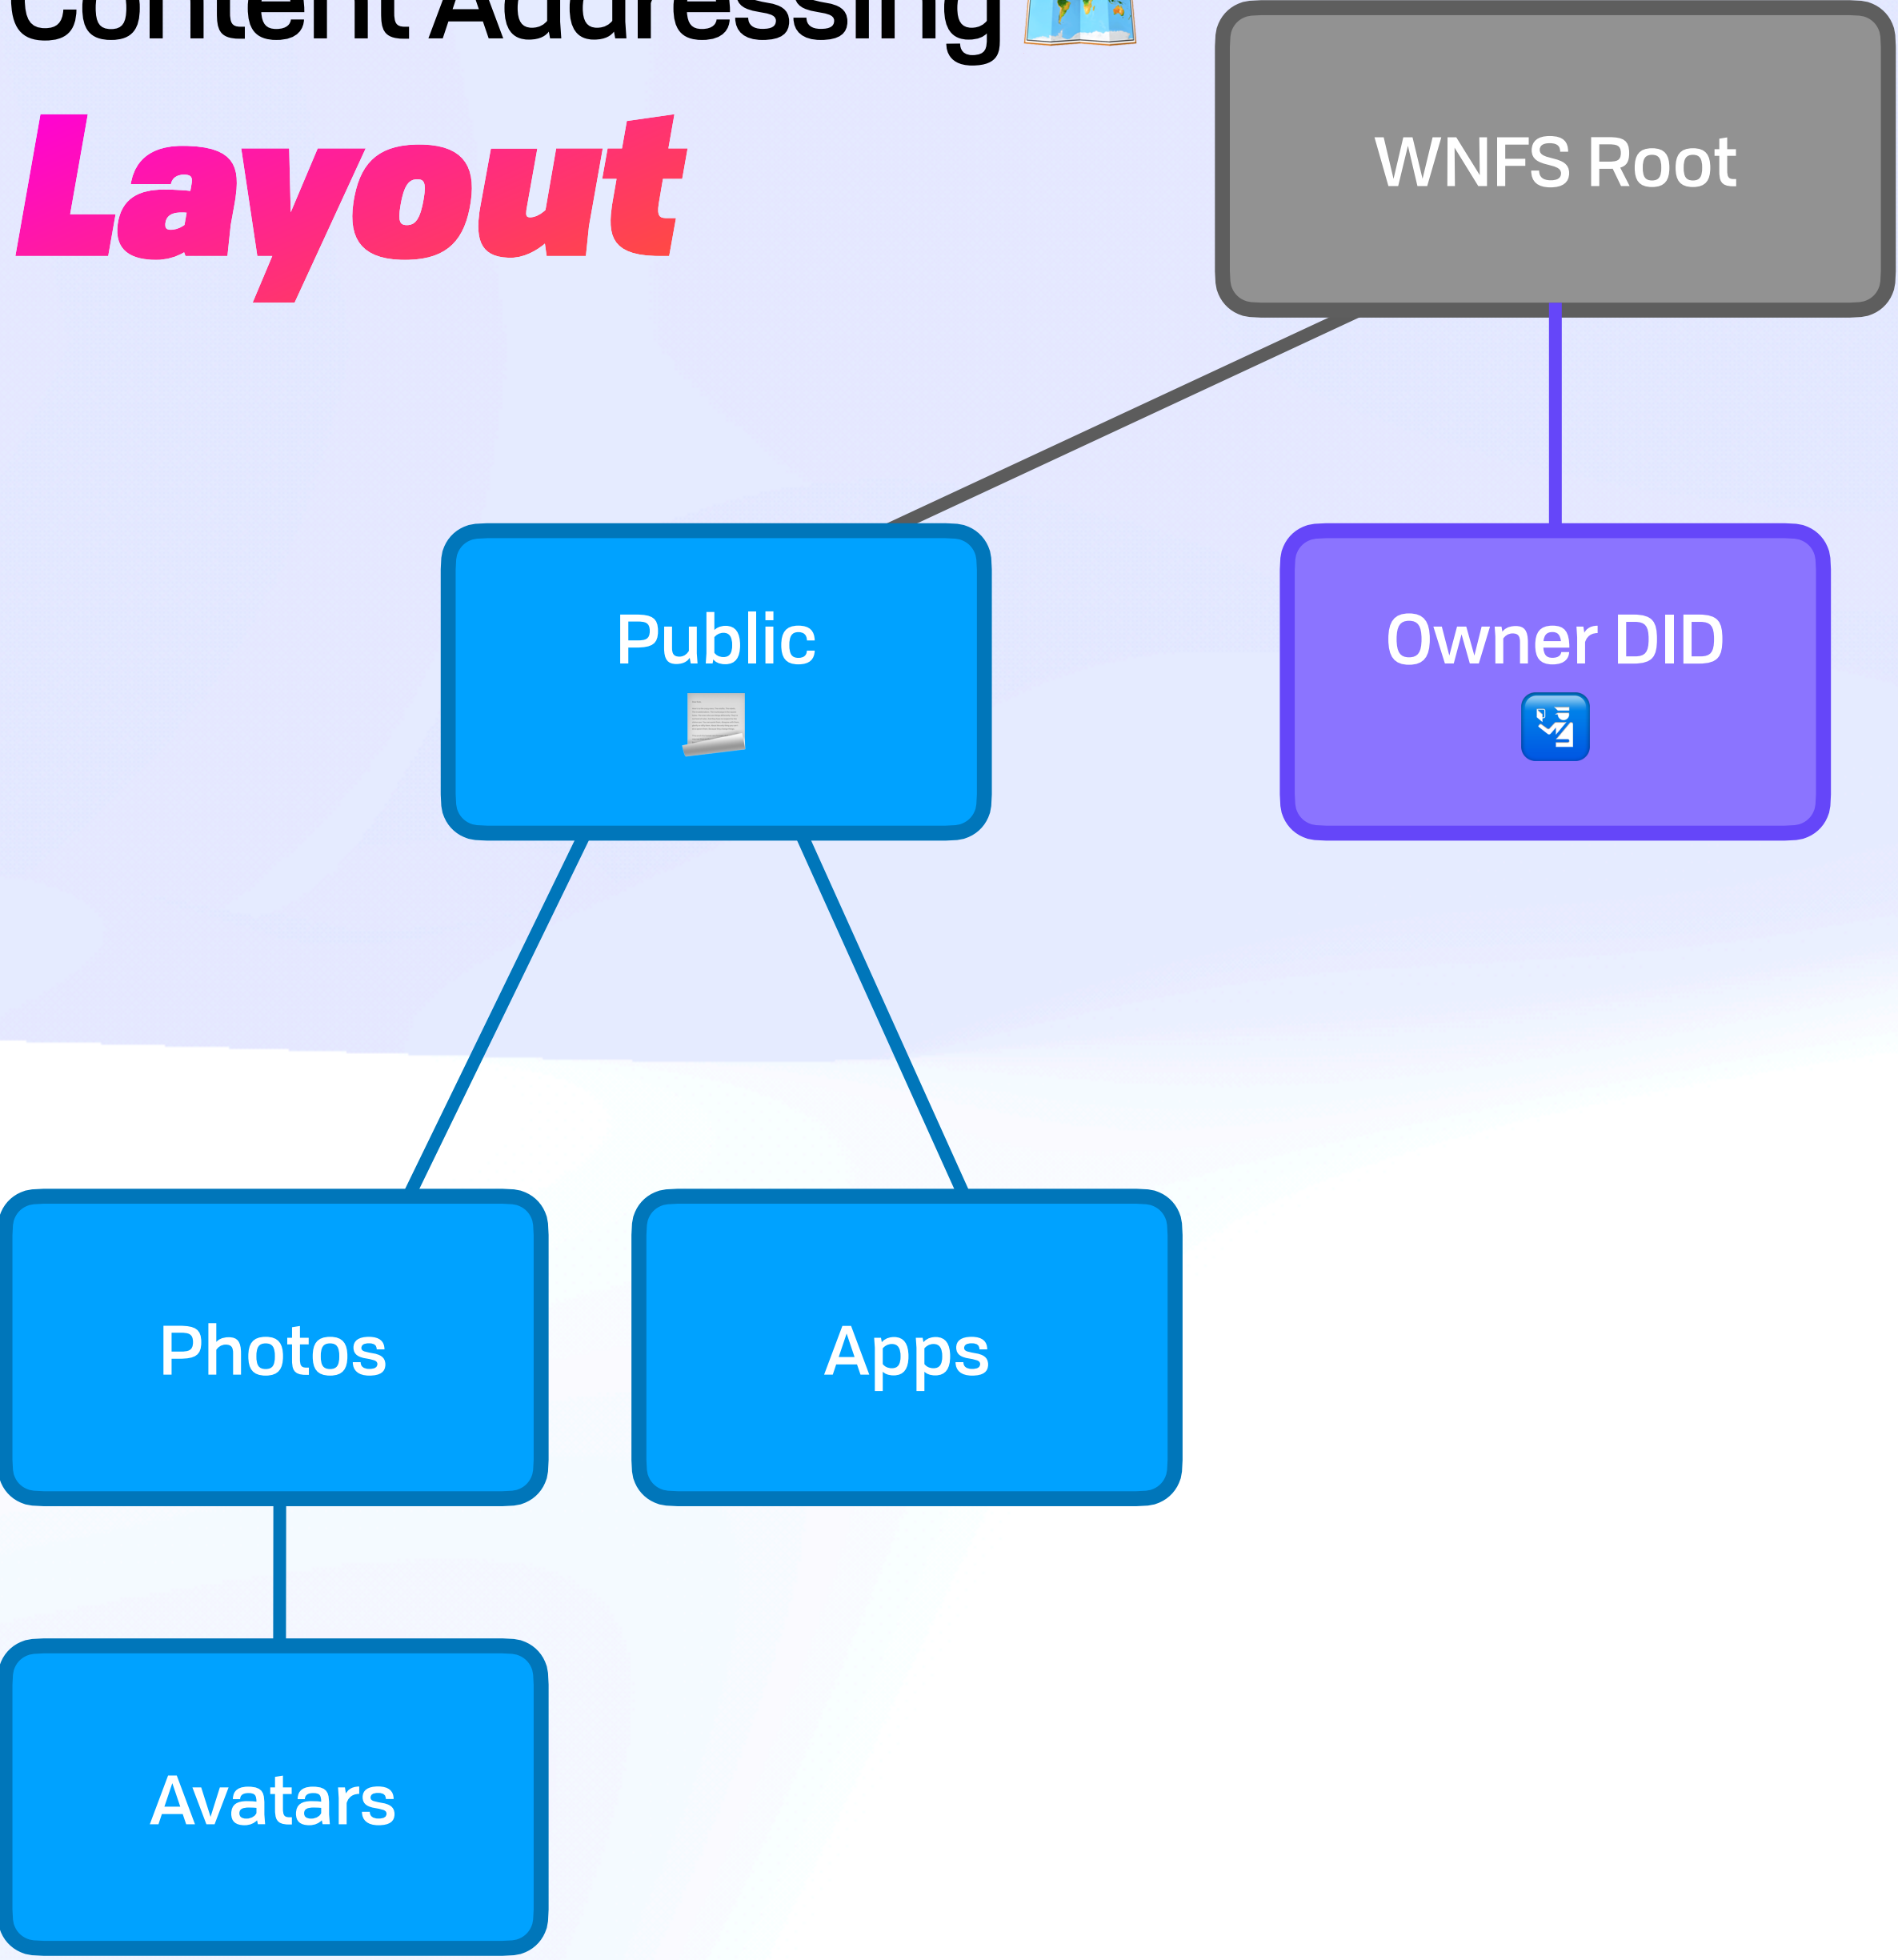 Content Addressing 🗺️
Layout
WNFS Root
Public
📃
Owner DID
🛂
Photos
Apps
Avatars